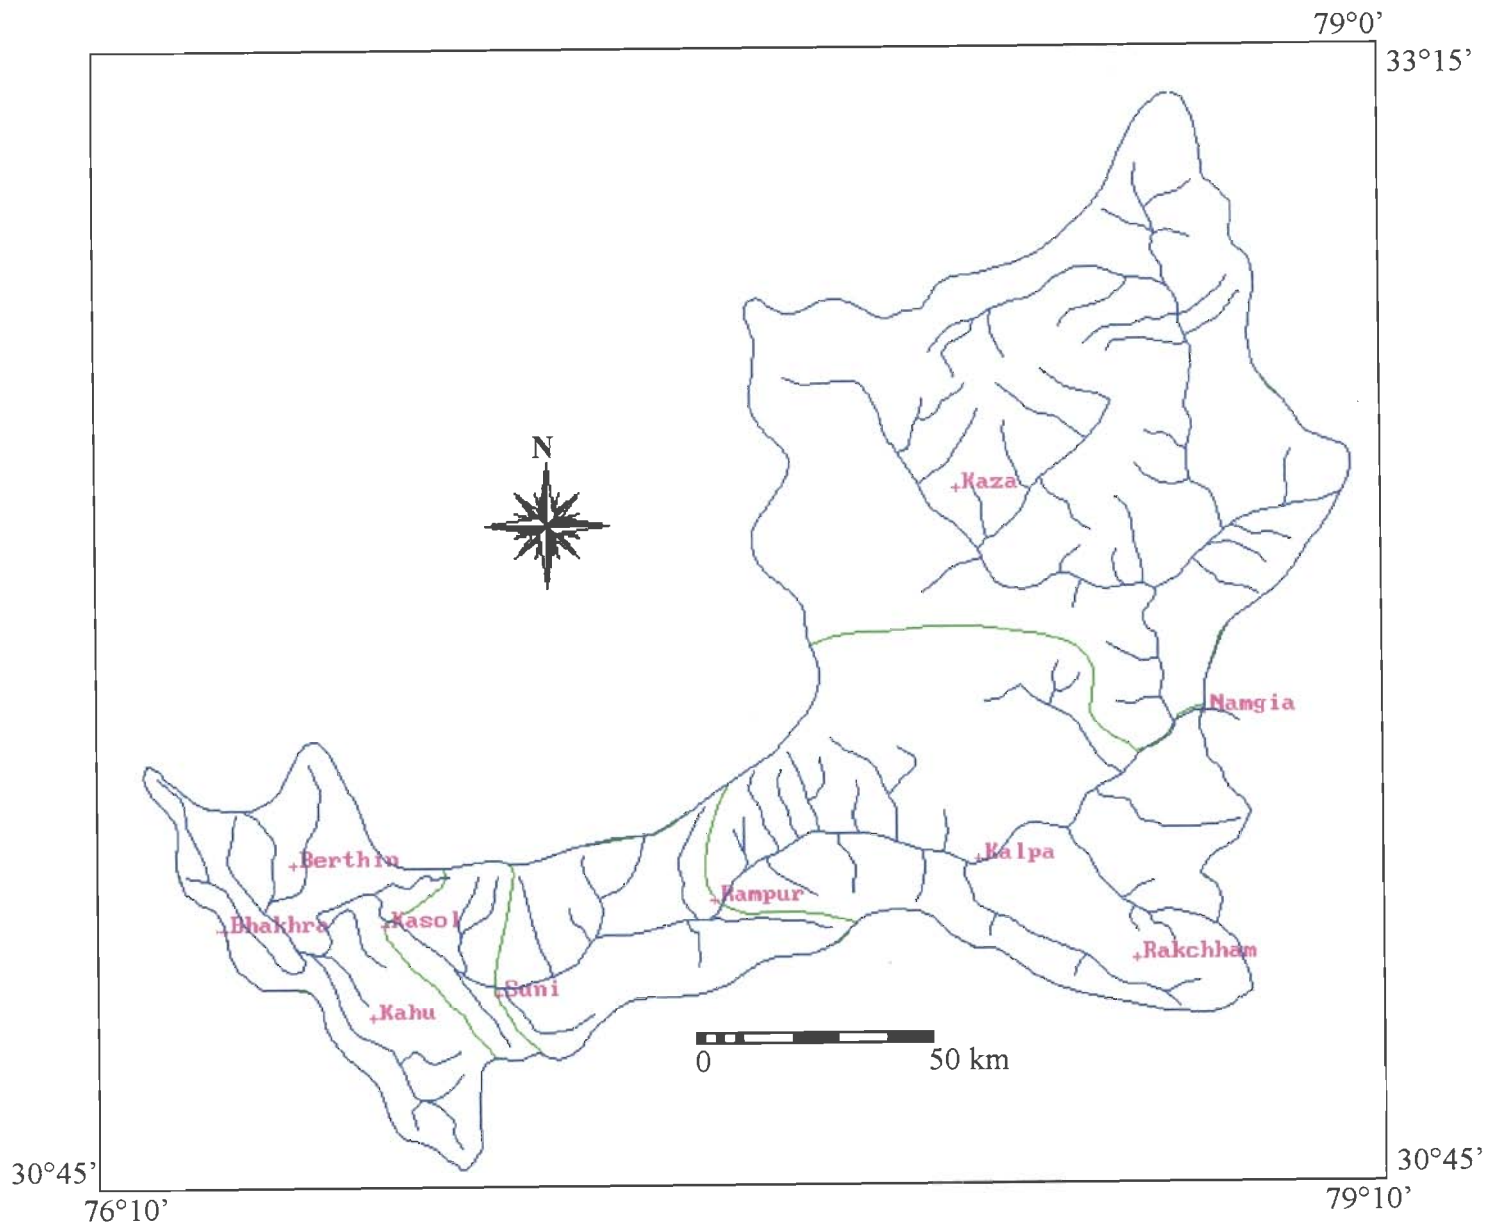 79°0’
33°15’
N
Kaza
Namgia
Berthin
Kalpa
Rampur
Bhakhra
Kasol
Rakchham
Suni
Kahu
0
50 km
30°45’
30°45’
76°10’
79°10’